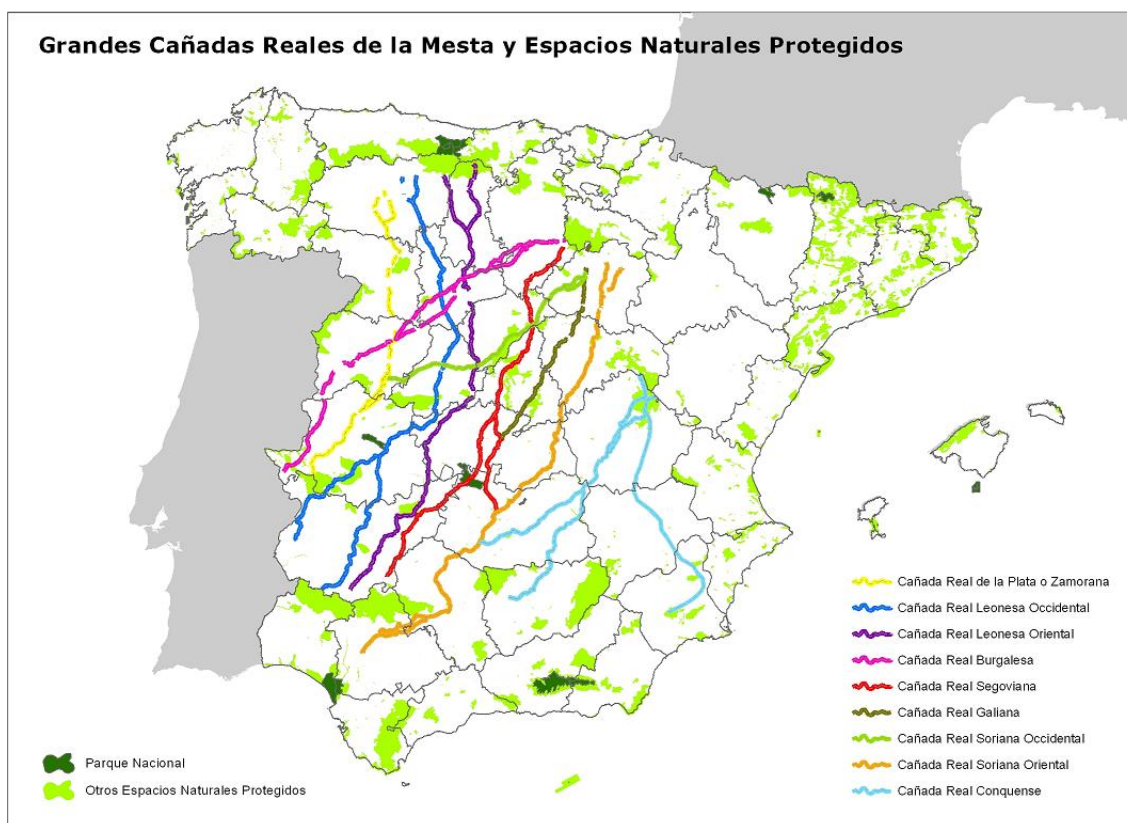 Grandes Cañadas Reales de la Mesta y Espacios Naturales Protegidos
Cañada Real de la Plata o Zamorana
Cañada Real Leonesa Occidental
Cañada Real Leonesa Oriental
Cañada Real Burgalesa
Cañada Real Segoviana
Cañada Real Galiana
Cañada Real Soriana Occidental
Cañada Real Soriana Oriental
Cañada Real Conquense
Parque Nacional
Otros Espacios Naturales Protegidos